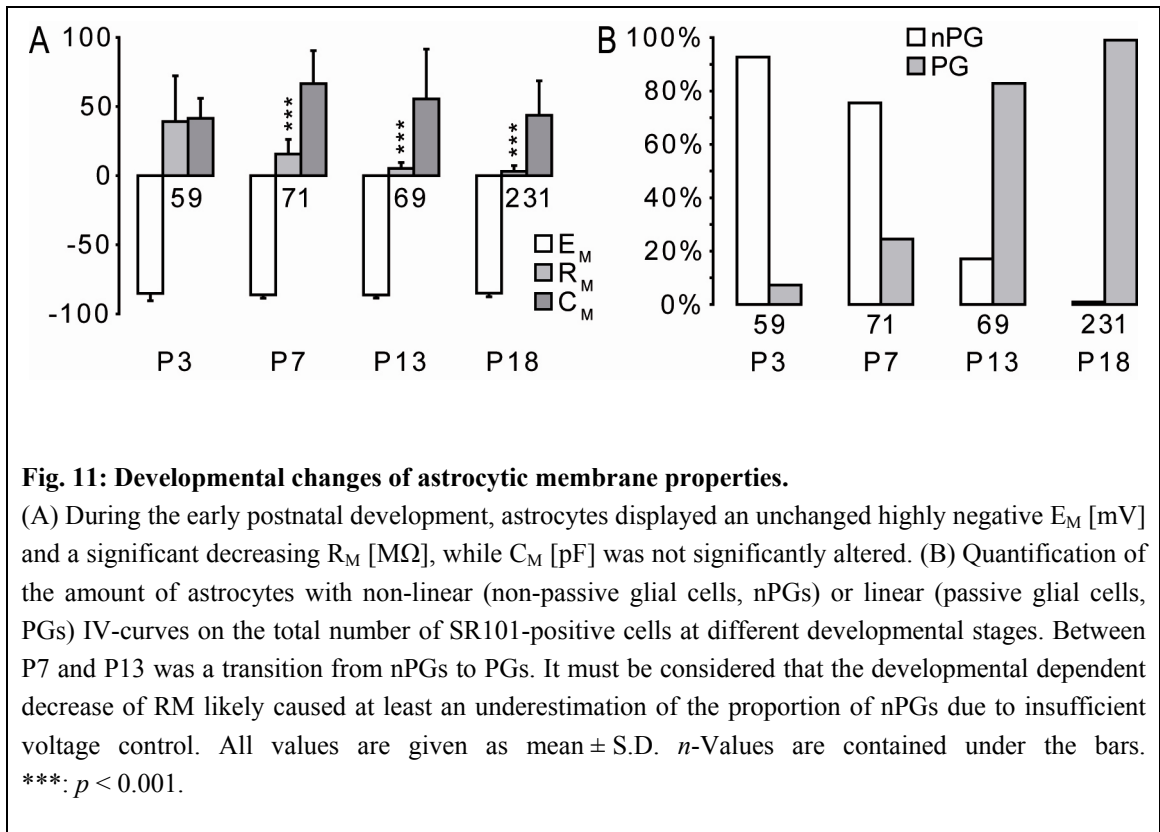 A
100
50
0
-50
-100
***
***
***
59
71
69
231
E_M
R_M
C_M
P3
P7
P13
P18
B
100%
80%
60%
40%
20%
0%
nPG
PG
59
71
69
231
P3
P7
P13
P18
Fig. 11: Developmental changes of astrocytic membrane properties.
(A) During the early postnatal development, astrocytes displayed an unchanged highly negative E_M [mV]
and a significant decreasing R_M [MΩ], while C_M [pF] was not significantly altered. (B) Quantification of
the amount of astrocytes with non-linear (non-passive glial cells, nPGs) or linear (passive glial cells,
PGs) IV-curves on the total number of SR101-positive cells at different developmental stages. Between
P7 and P13 was a transition from nPGs to PGs. It must be considered that the developmental dependent
decrease of RM likely caused at least an underestimation of the proportion of nPGs due to insufficient
voltage control. All values are given as mean ± S.D. n-Values are contained under the bars.
***: p < 0.001.